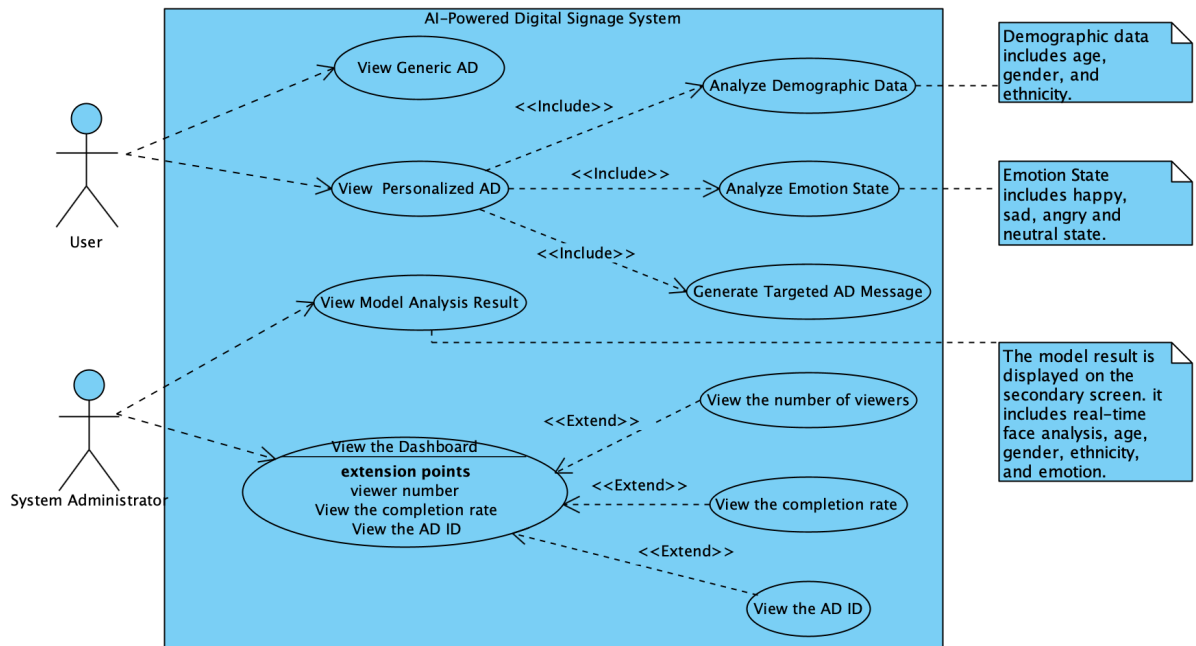 AI-Powered Digital Signage System
View Generic AD
<<Include>>
Analyze Demographic Data
Demographic data
includes age,
gender, and
ethnicity.
User
View  Personalized AD
<<Include>>
Analyze Emotion State
Emotion State
includes happy,
sad, angry and
neutral state.
<<Include>>
Generate Targeted AD Message
View Model Analysis Result
The model result is
displayed on the
secondary screen. it
includes real-time
face analysis, age,
gender, ethnicity,
and emotion.
System Administrator
View the Dashboard
extension points
viewer number
View the completion rate
View the AD ID
<<Extend>>
View the number of viewers
<<Extend>>
View the completion rate
<<Extend>>
View the AD ID